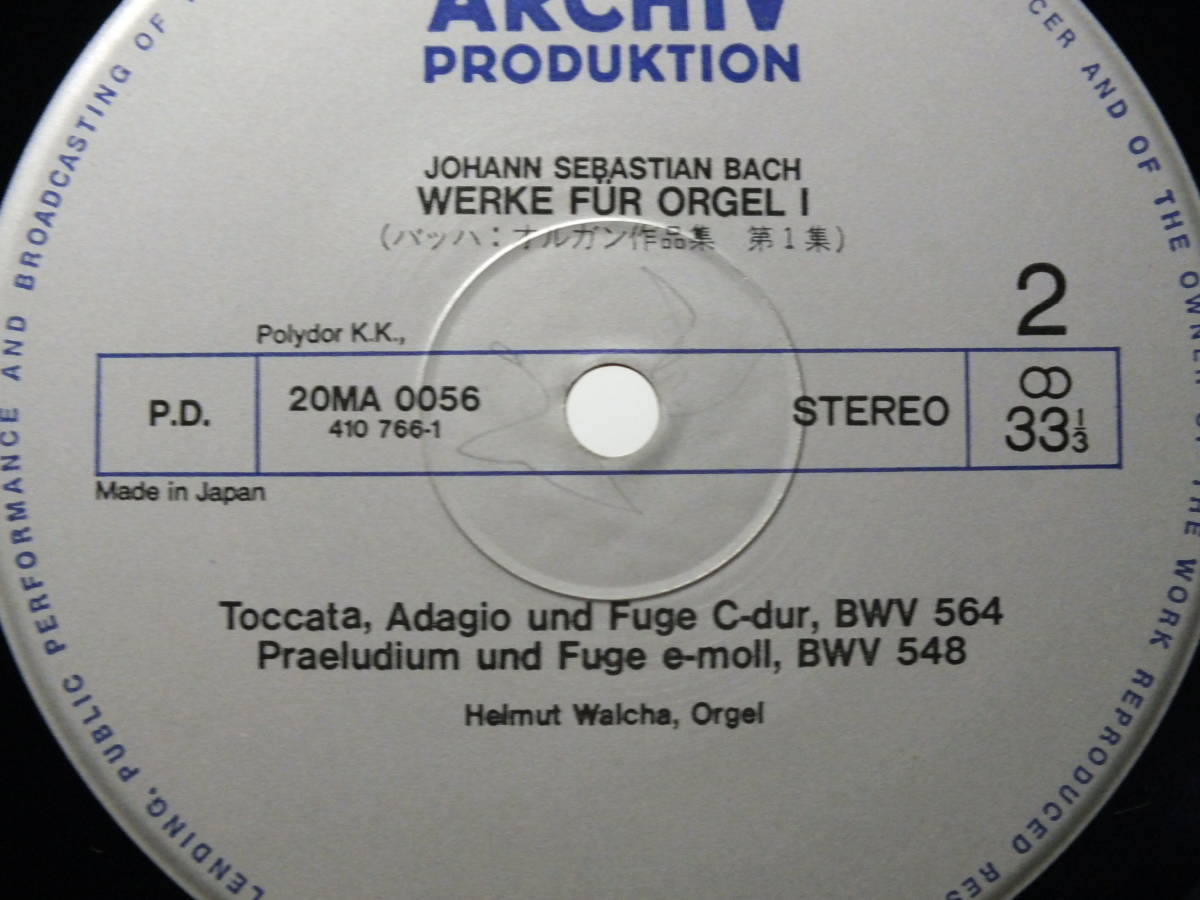 ARCHIV
PRODUKTION
JOHANN SEBASTIAN BACH
WERKE FÜR ORGEL I
(バッハ：オルガン作品集 第1集)
2
Polydor K.K.,
P.D.
20MA 0056
410 766-1
STEREO
33 1/3
Made in Japan
Toccata, Adagio und Fuge C-dur, BWV 564
Praeludium und Fuge e-moll, BWV 548
Helmut Walcha, Orgel
LENDING, PUBLIC PERFORMANCE AND BROADCASTING OF
AND OF THE OWNER OF THE WORK REPRODUCED